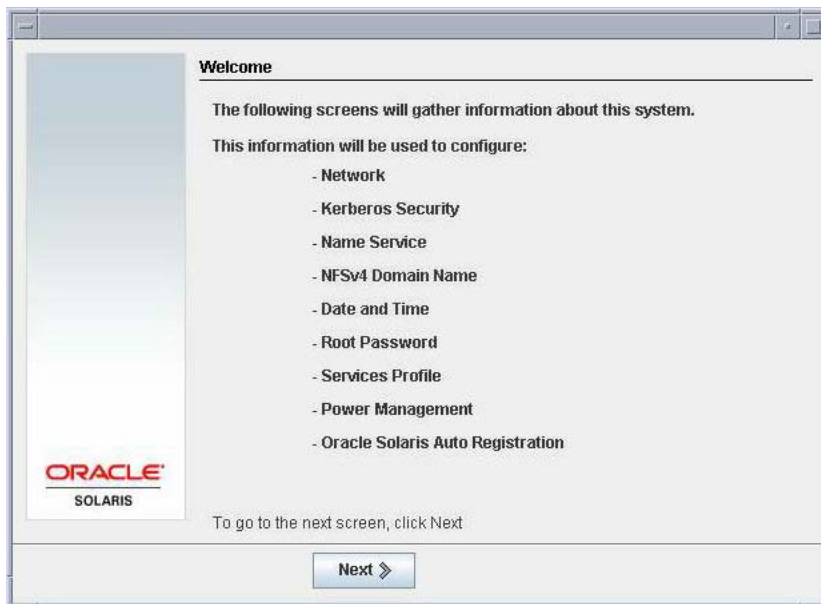 Welcome
The following screens will gather information about this system.
This information will be used to configure:
- Network
- Kerberos Security
- Name Service
- NFSv4 Domain Name
- Date and Time
- Root Password
- Services Profile
- Power Management
- Oracle Solaris Auto Registration
ORACLE
SOLARIS
To go to the next screen, click Next
Next